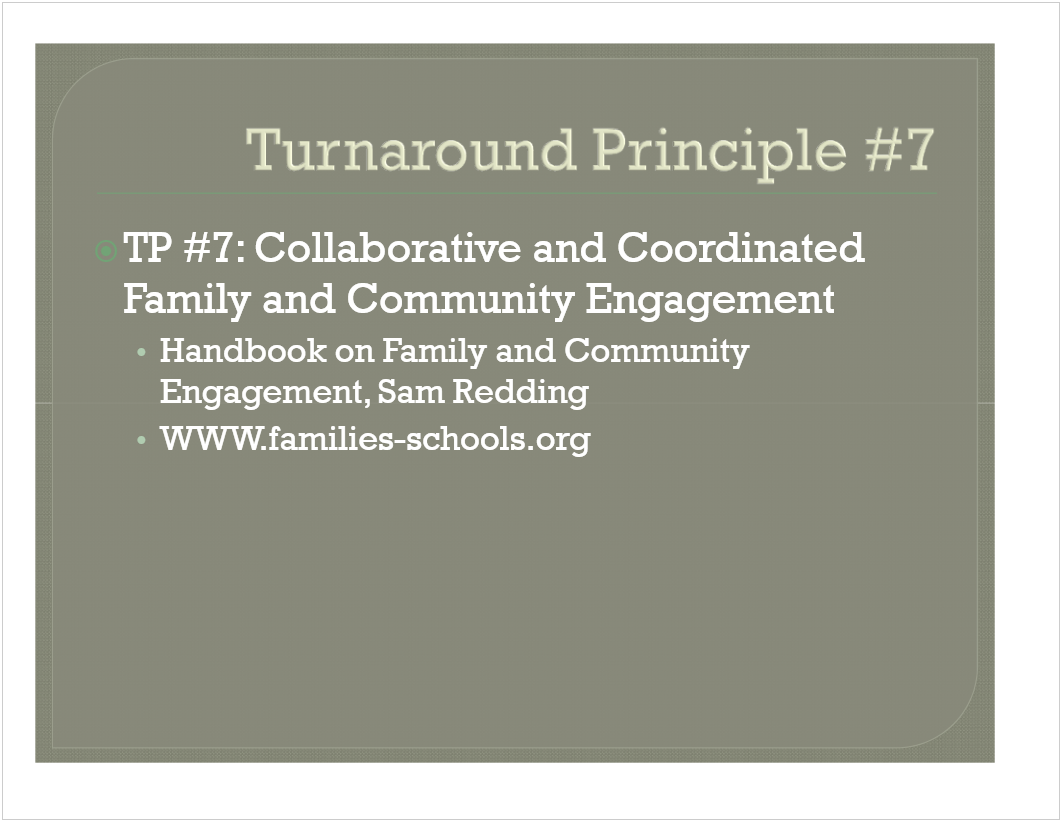 Turnaround Principle #7
TP #7: Collaborative and Coordinated
Family and Community Engagement
• Handbook on Family and Community
Engagement, Sam Redding
• WWW.families-schools.org